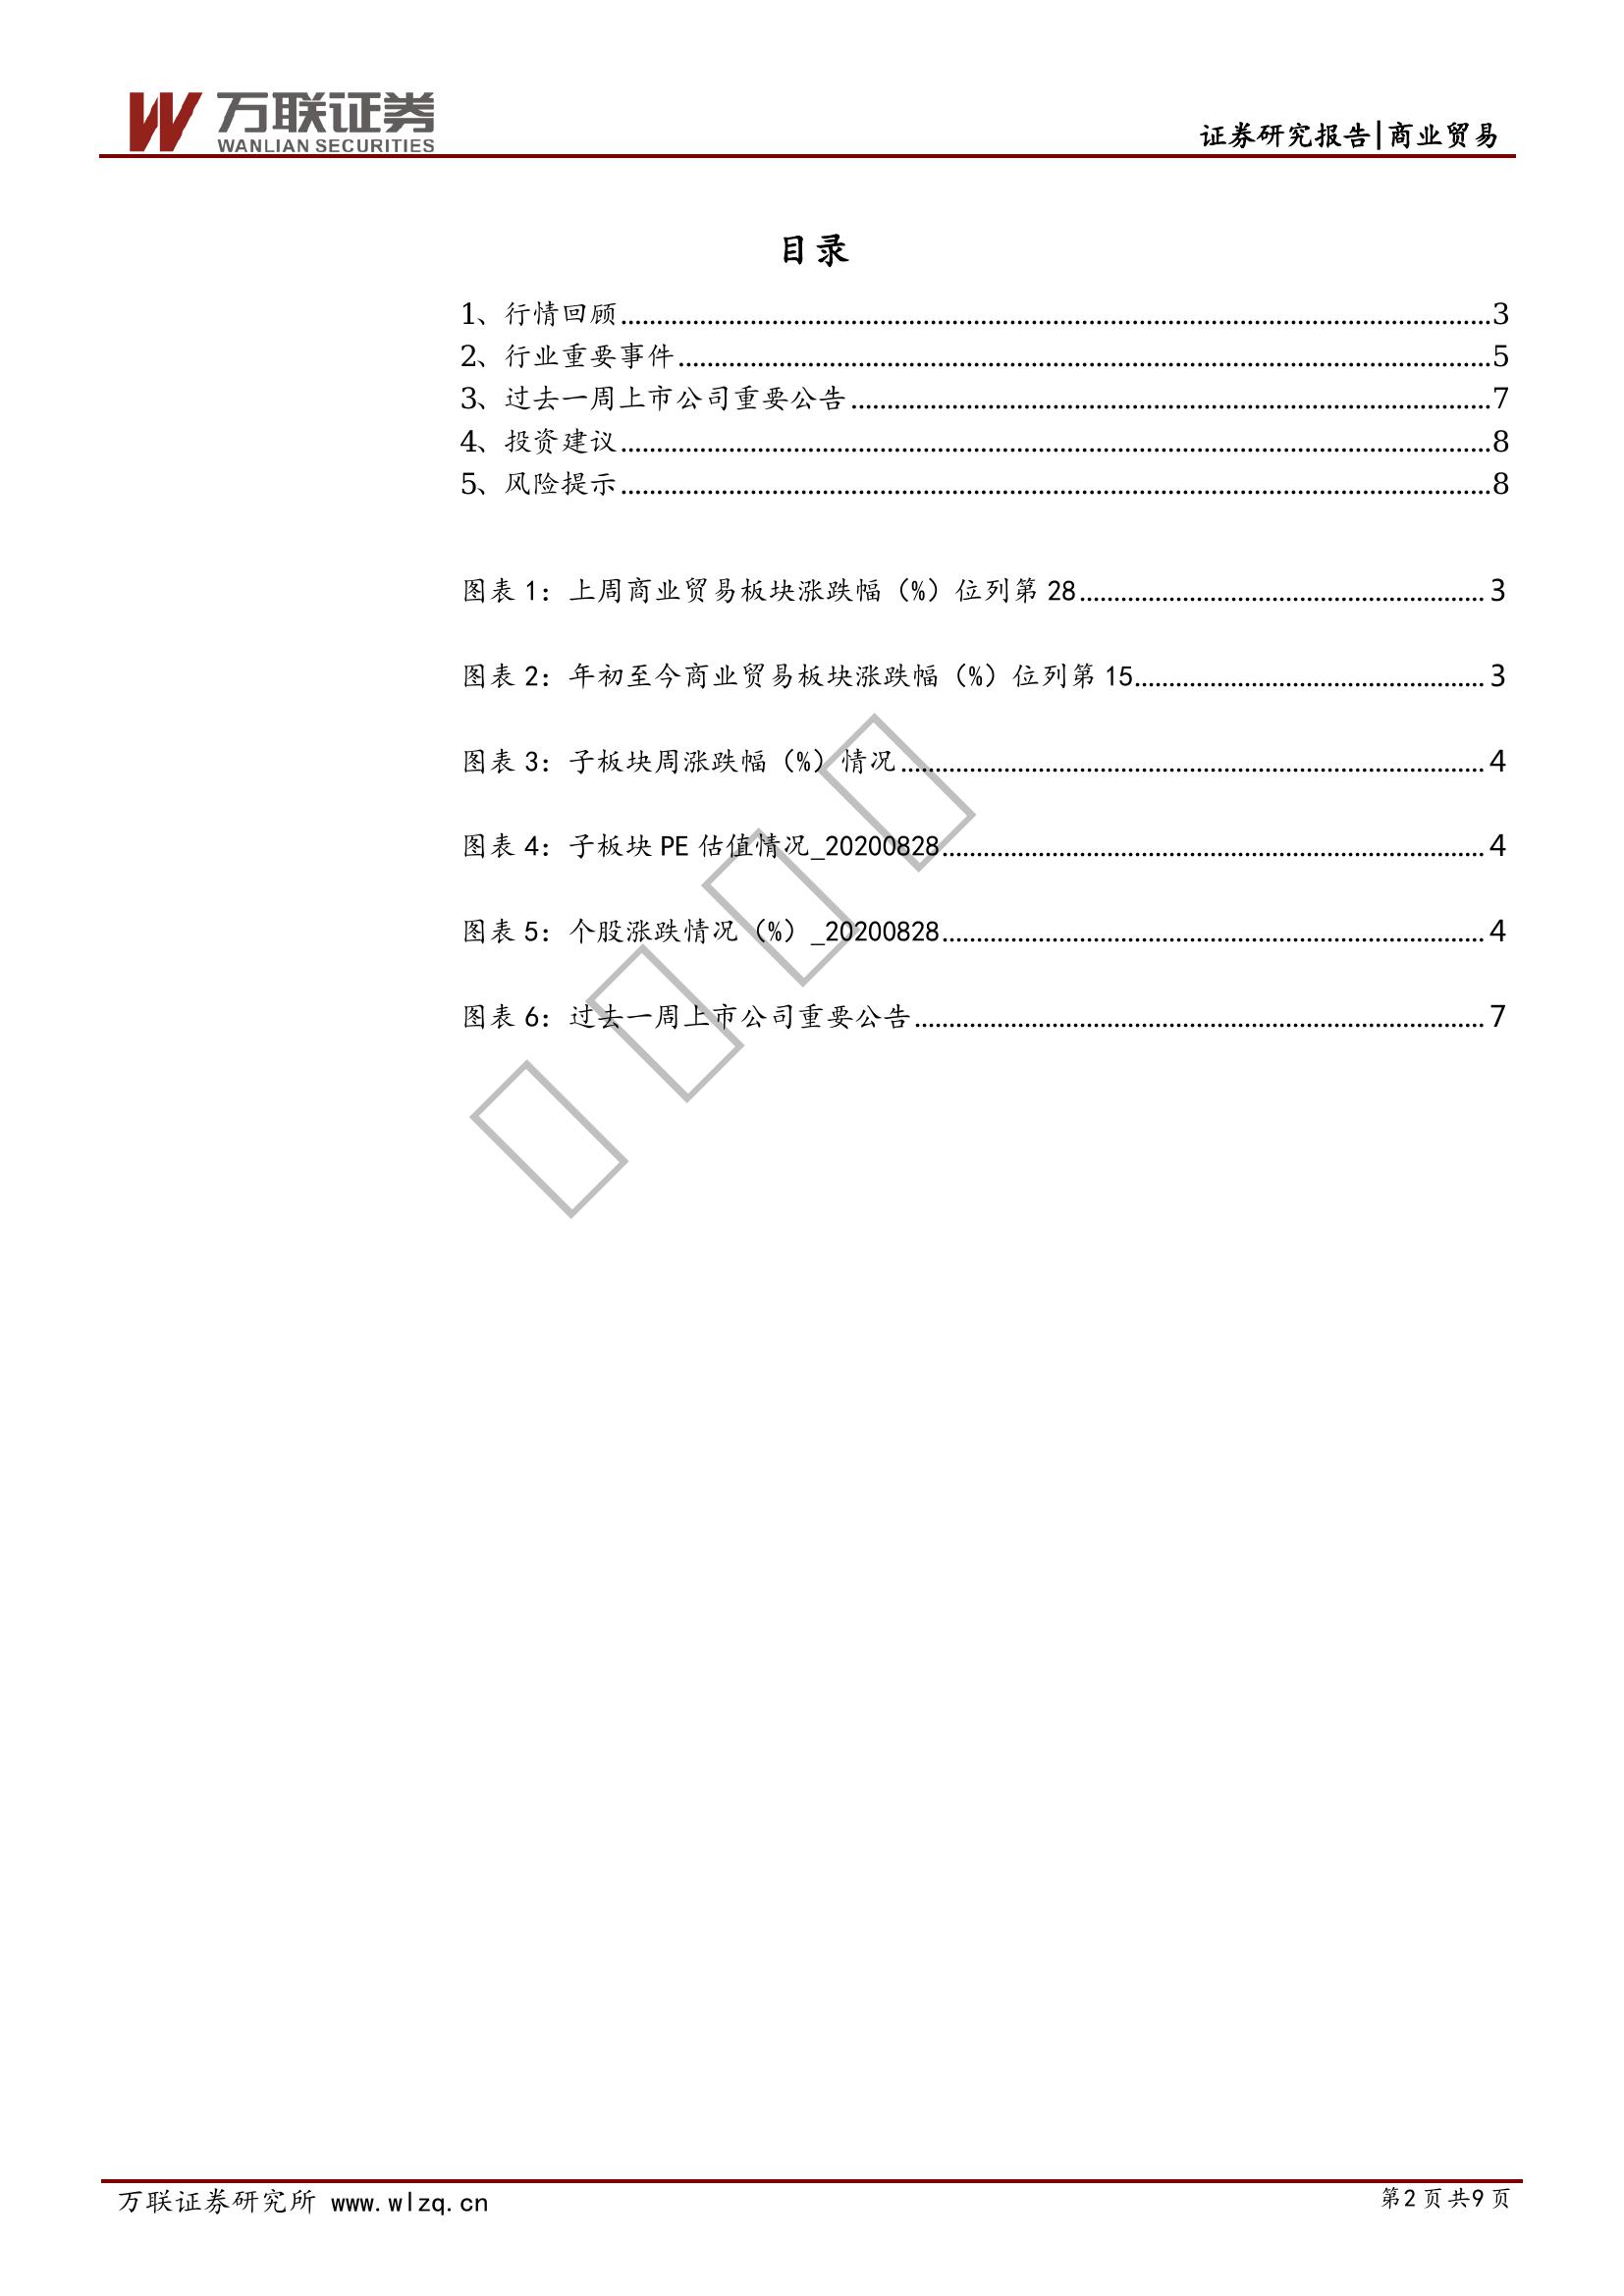 万联证券
WANLIAN SECURITIES
证券研究报告|商业贸易
目录
1、行情回顾........................................3
2、行业重要事件........................................5
3、过去一周上市公司重要公告........................................7
4、投资建议........................................8
5、风险提示........................................8
图表 1：上周商业贸易板块涨跌幅（%）位列第 28........................................3
图表 2：年初至今商业贸易板块涨跌幅（%）位列第 15........................................3
图表 3：子板块周涨跌幅（%）情况........................................4
图表 4：子板块 PE 估值情况_20200828........................................4
图表 5：个股涨跌情况（%）_20200828........................................4
图表 6：过去一周上市公司重要公告........................................7
万联证券研究所 www.wlzq.cn
第2页共9页